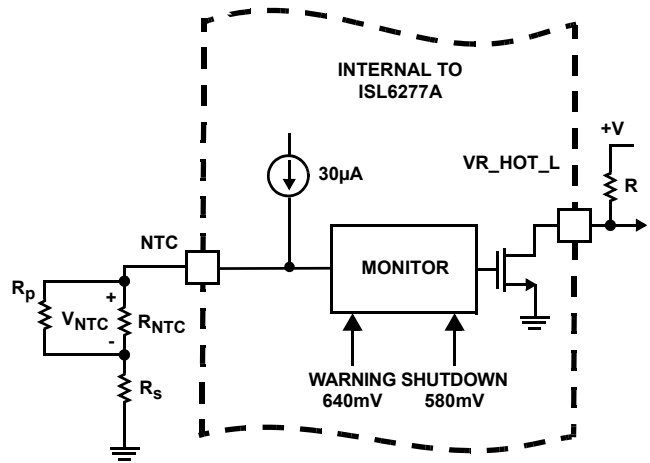 INTERNAL TO
ISL6277A
+V
VR_HOT_L
R
30µA
NTC
MONITOR
Rp
+
VNTC
RNTC
-
Rs
WARNING SHUTDOWN
640mV 580mV